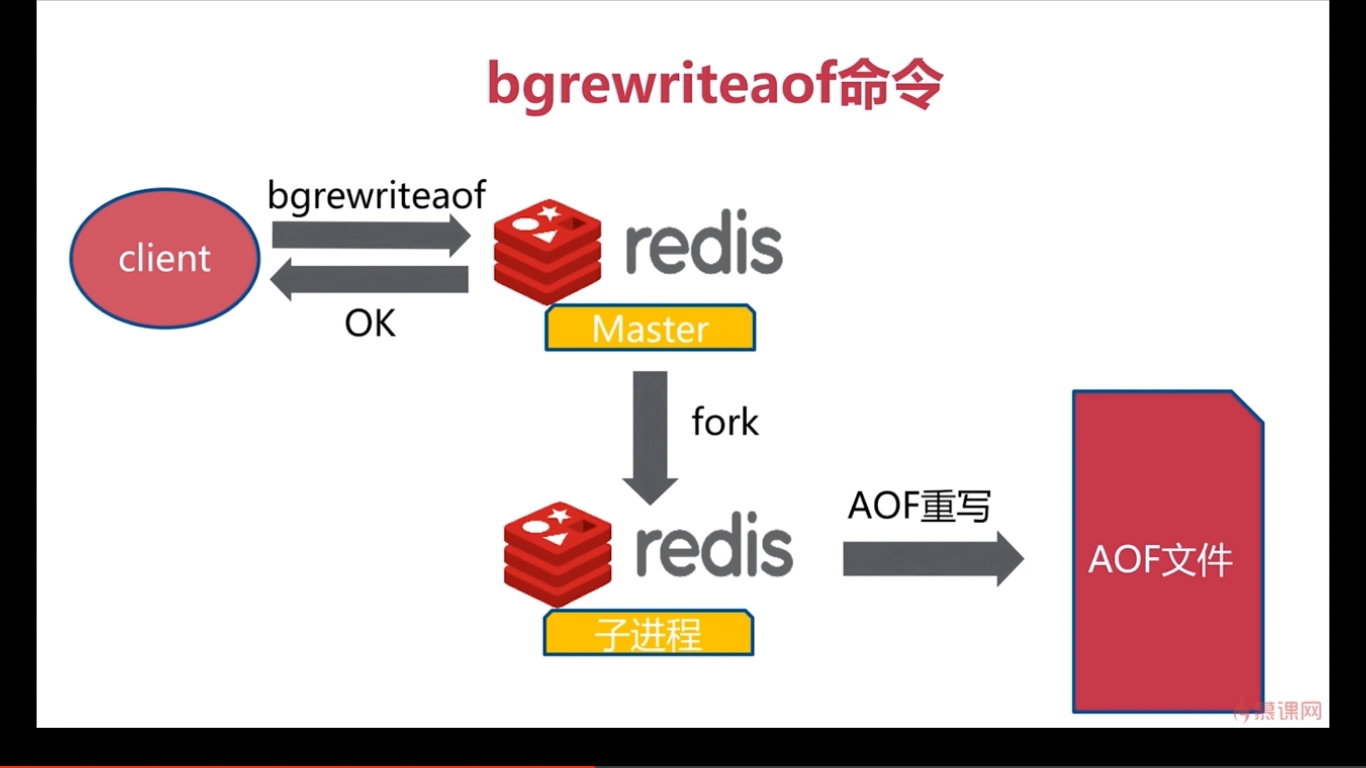 bgrewriteaof命令
bgrewriteaof
client
redis
OK
Master
fork
AOF重写
redis
AOF文件
子进程
慕课网